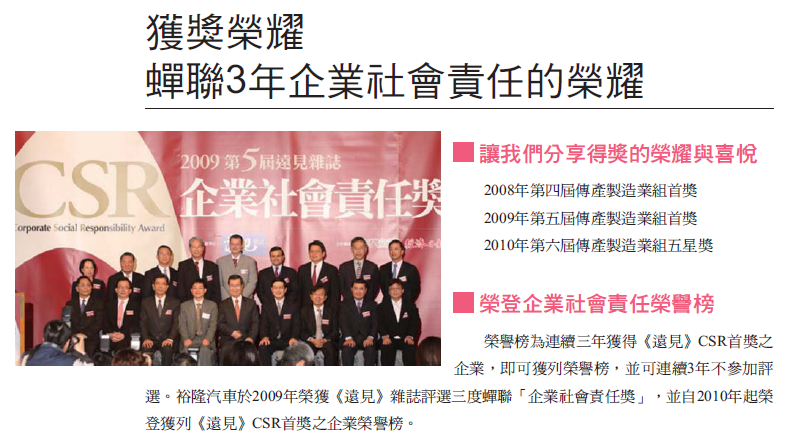 獲獎榮耀
蟬聯3年企業社會責任的榮耀
CSR
Corporate Social Responsibility Award
2009 第5屆遠見雜誌
企業社會責任獎
讓我們分享得獎的榮耀與喜悅
2008年第四屆傳產製造業組首獎
2009年第五屆傳產製造業組首獎
2010年第六屆傳產製造業組五星獎
榮登企業社會責任榮譽榜
榮譽榜為連續三年獲得《遠見》CSR首獎之
企業，即可獲列榮譽榜，並可連續3年不參加評
選。裕隆汽車於2009年榮獲《遠見》雜誌評選三度蟬聯「企業社會責任獎」，並自2010年起榮
登獲列《遠見》CSR首獎之企業榮譽榜。